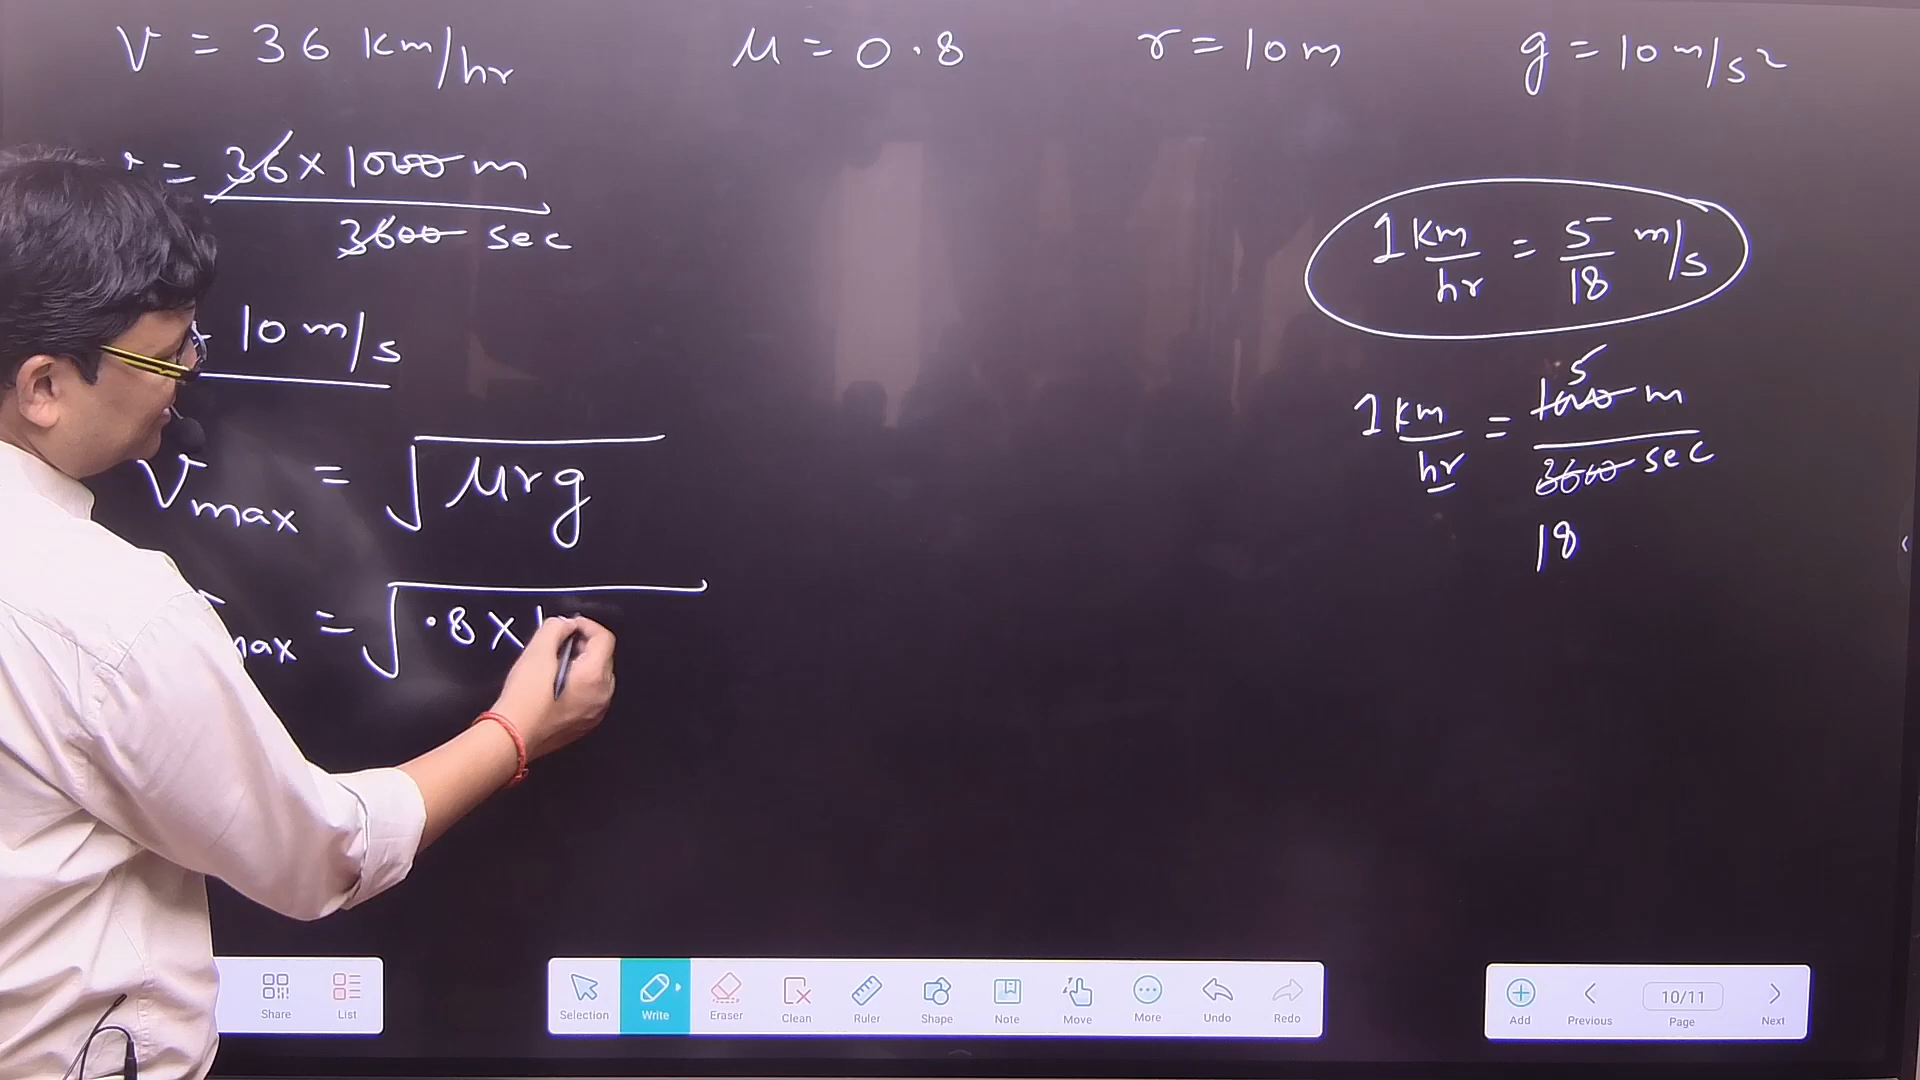 V = 36 km/hr μ = 0.8 r = 10 m g = 10 m/s²
= 36 × 1000 m
3600 sec
10 m/s
1 km/hr = 5/18 m/s
5
1 km/hr = 1000 m
3600 sec
18
Vmax = √μrg
max = √.8 ×
Share List
Selection Write Eraser Clean Ruler Shape Note Move More Undo Redo
Add Previous 10/11 Page Next